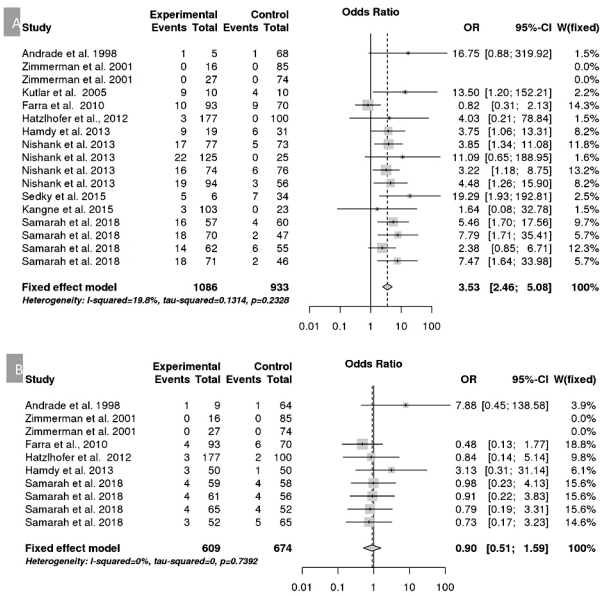 A
Experimental Control Odds Ratio
Study Events Total Events Total OR 95%-CI W(fixed)
Andrade et al. 1998 1 5 1 68 16.75 [0.88; 319.92] 1.5%
Zimmerman et al. 2001 0 16 0 85 0.0%
Zimmerman et al. 2001 0 27 0 74 0.0%
Kutlar et al. 2005 9 10 4 10 13.50 [1.20; 152.21] 2.2%
Farra et al. 2010 10 93 9 70 0.82 [0.31; 2.13] 14.3%
Hatzlhofer et al., 2012 3 177 0 100 4.03 [0.21; 78.84] 1.5%
Hamdy et al. 2013 9 19 6 31 3.75 [1.06; 13.31] 8.2%
Nishank et al. 2013 17 77 5 73 3.85 [1.34; 11.08] 11.8%
Nishank et al. 2013 22 125 0 25 11.09 [0.65; 188.95] 1.6%
Nishank et al. 2013 16 74 6 76 3.22 [1.18; 8.75] 13.2%
Nishank et al. 2013 19 94 3 56 4.48 [1.26; 15.90] 8.2%
Sedky et al. 2015 5 6 7 34 19.29 [1.93; 192.81] 2.5%
Kangne et al. 2015 3 103 0 23 1.64 [0.08; 32.78] 1.5%
Samarah et al. 2018 16 57 4 60 5.46 [1.70; 17.56] 9.7%
Samarah et al. 2018 18 70 2 47 7.79 [1.71; 35.41] 5.7%
Samarah et al. 2018 14 62 6 55 2.38 [0.85; 6.71] 12.3%
Samarah et al. 2018 18 71 2 46 7.47 [1.64; 33.98] 5.7%
Fixed effect model 1086 933 3.53 [2.46; 5.08] 100%
Heterogeneity: I-squared=19.8%, tau-squared=0.1314, p=0.2328
0.01 0.1 1 10 100
B
Experimental Control Odds Ratio
Study Events Total Events Total OR 95%-CI W(fixed)
Andrade et al. 1998 1 9 1 64 7.88 [0.45; 138.58] 3.9%
Zimmerman et al. 2001 0 16 0 85 0.0%
Zimmerman et al. 2001 0 27 0 74 0.0%
Farra et al., 2010 4 93 6 70 0.48 [0.13; 1.77] 18.8%
Hatzlhofer et al. 2012 3 177 2 100 0.84 [0.14; 5.14] 9.8%
Hamdy et al. 2013 3 50 1 50 3.13 [0.31; 31.14] 6.1%
Samarah et al. 2018 4 59 4 58 0.98 [0.23; 4.13] 15.6%
Samarah et al. 2018 4 61 4 56 0.91 [0.22; 3.83] 15.6%
Samarah et al. 2018 4 65 4 52 0.79 [0.19; 3.31] 15.6%
Samarah et al. 2018 3 52 5 65 0.73 [0.17; 3.23] 14.6%
Fixed effect model 609 674 0.90 [0.51; 1.59] 100%
Heterogeneity: I-squared=0%, tau-squared=0, p=0.7392
0.01 0.1 1 10 100